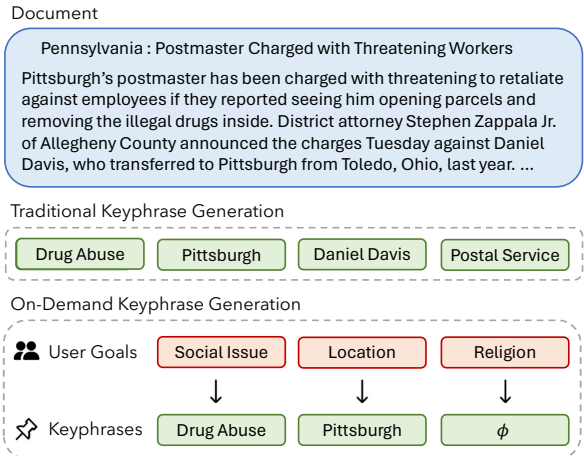 Document
Pennsylvania : Postmaster Charged with Threatening Workers
Pittsburgh's postmaster has been charged with threatening to retaliate
against employees if they reported seeing him opening parcels and
removing the illegal drugs inside. District attorney Stephen Zappala Jr.
of Allegheny County announced the charges Tuesday against Daniel
Davis, who transferred to Pittsburgh from Toledo, Ohio, last year. ...
Traditional Keyphrase Generation
Drug Abuse Pittsburgh Daniel Davis Postal Service
On-Demand Keyphrase Generation
User Goals Social Issue Location Religion
Keyphrases Drug Abuse Pittsburgh ϕ